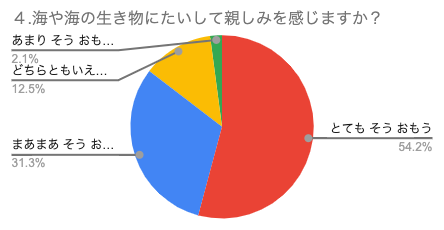 ４.海や海の生き物にたいして親しみを感じますか？
あまり そう おも…
2.1%
どちらともいえ…
12.5%
まあまあ そう お…
31.3%
とても そう おもう
54.2%